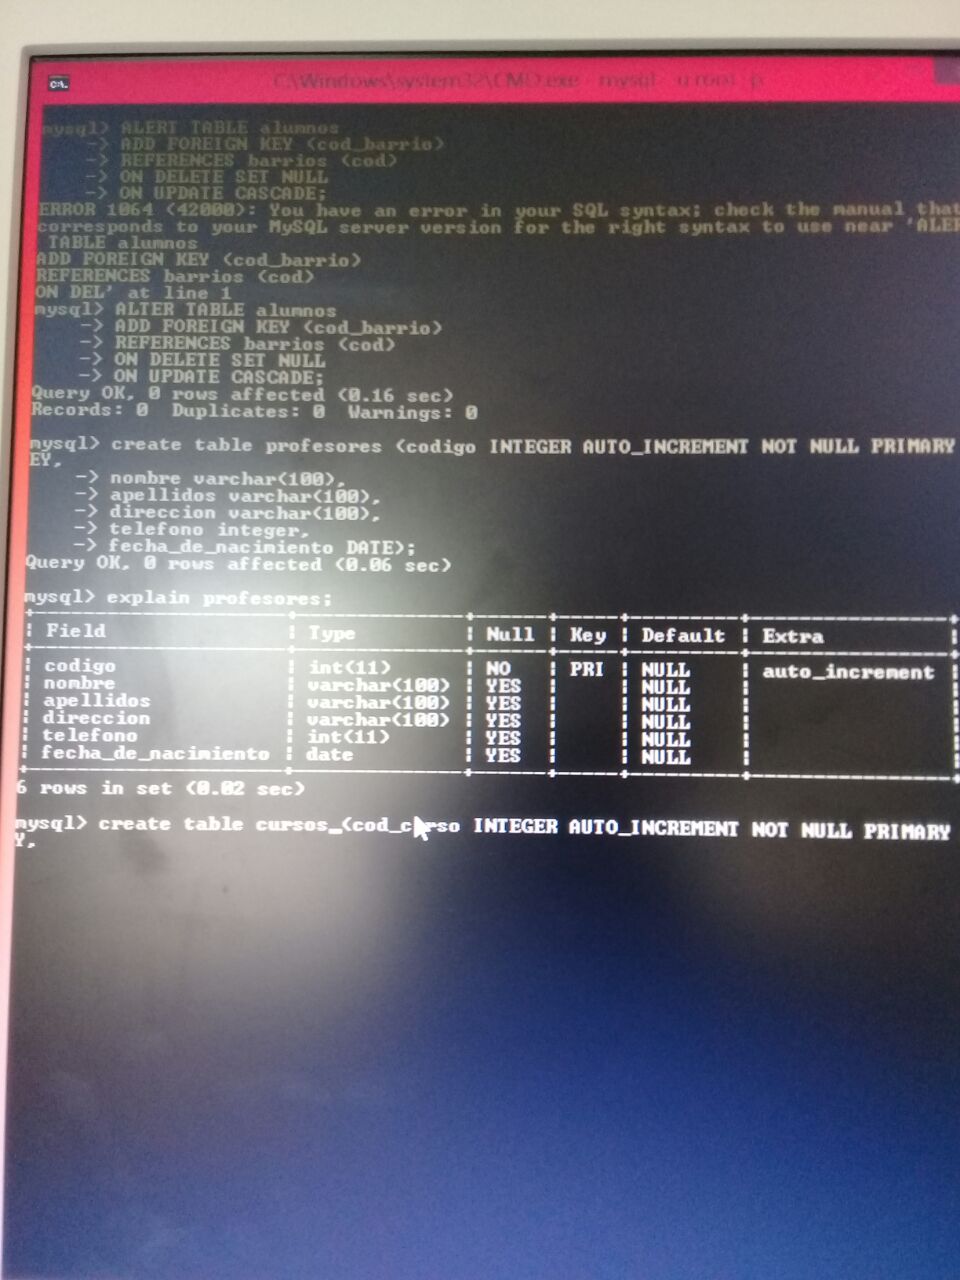 C:\Windows\system32\CMD.exe - mysql -u root -p
mysql> ALERT TABLE alumnos
-> ADD FOREIGN KEY (cod_barrio)
-> REFERENCES barrios (cod)
-> ON DELETE SET NULL
-> ON UPDATE CASCADE;
ERROR 1064 (42000): You have an error in your SQL syntax; check the manual that
corresponds to your MySQL server version for the right syntax to use near 'ALER
TABLE alumnos
ADD FOREIGN KEY (cod_barrio)
REFERENCES barrios (cod)
ON DEL' at line 1
mysql> ALTER TABLE alumnos
-> ADD FOREIGN KEY (cod_barrio)
-> REFERENCES barrios (cod)
-> ON DELETE SET NULL
-> ON UPDATE CASCADE;
Query OK, 0 rows affected (0.16 sec)
Records: 0 Duplicates: 0 Warnings: 0
mysql> create table profesores (codigo INTEGER AUTO_INCREMENT NOT NULL PRIMARY
EY,
-> nombre varchar(100),
-> apellidos varchar(100),
-> direccion varchar(100),
-> telefono integer,
-> fecha_de_nacimiento DATE);
Query OK, 0 rows affected (0.06 sec)
mysql> explain profesores;
| Field | Type | Null | Key | Default | Extra
| codigo | int(11) | NO | PRI | NULL | auto_increment |
| nombre | varchar(100) | YES | | NULL | |
| apellidos | varchar(100) | YES | | NULL | |
| direccion | varchar(100) | YES | | NULL | |
| telefono | int(11) | YES | | NULL | |
| fecha_de_nacimiento | date | YES | | NULL | |
6 rows in set (0.02 sec)
mysql> create table cursos_(cod_curso INTEGER AUTO_INCREMENT NOT NULL PRIMARY
Y,